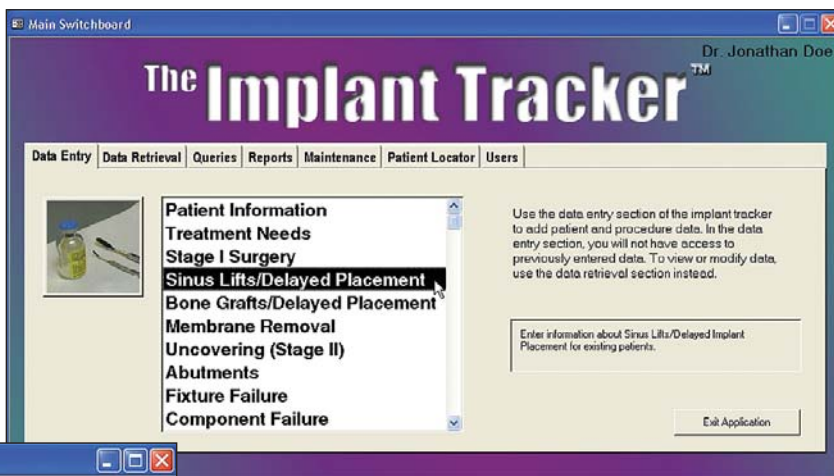 Main Switchboard
Dr. Jonathan Doe
The Implant Tracker™
Data Entry Data Retrieval Queries Reports Maintenance Patient Locator Users
Patient Information
Treatment Needs
Stage I Surgery
Sinus Lifts/Delayed Placement
Bone Grafts/Delayed Placement
Membrane Removal
Uncovering (Stage II)
Abutments
Fixture Failure
Component Failure
Use the data entry section of the implant tracker
to add patient and procedure data. In the data
entry section, you will not have access to
previously entered data. To view or modify data,
use the data retrieval section instead.
Enter information about Sinus Lifts/Delayed Implant
Placement for existing patients.
Exit Application